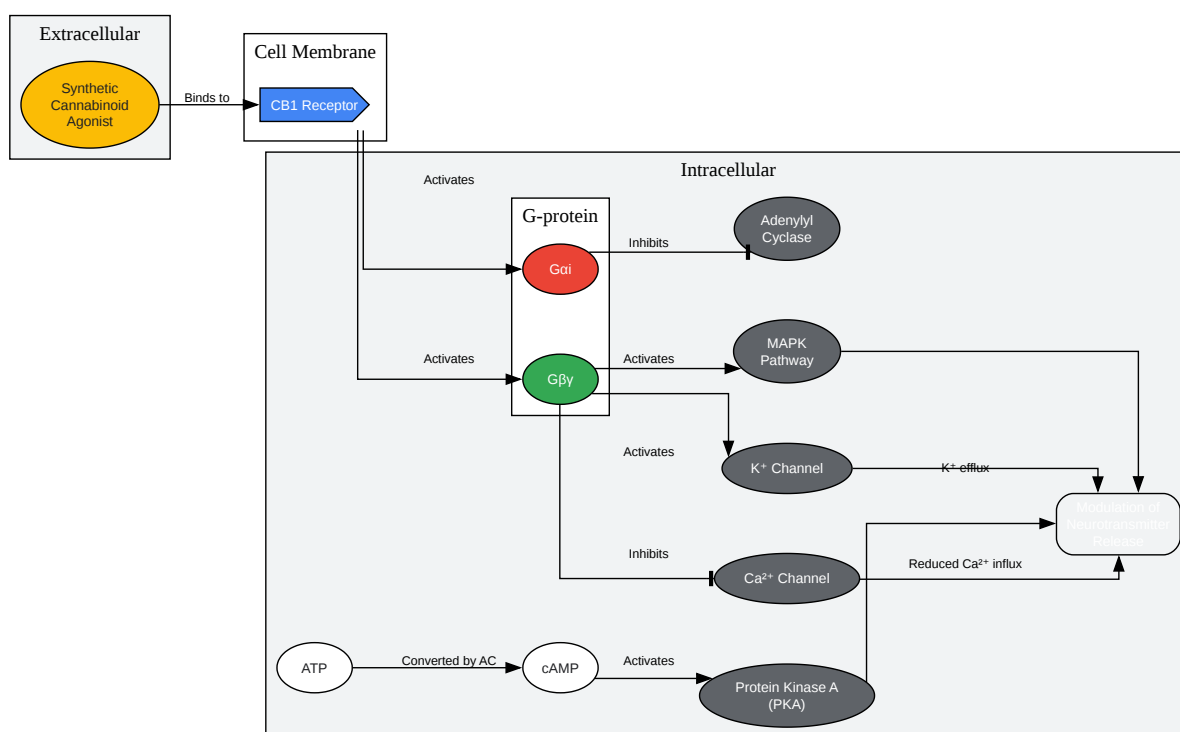 Extracellular
Synthetic
Cannabinoid
Agonist
Binds to
Cell Membrane
CB1 Receptor
Intracellular
Activates
G-protein
Gαi
Inhibits
Adenylyl
Cyclase
Activates
Gβγ
Activates
MAPK
Pathway
Activates
K⁺ Channel
K⁺ efflux
Modulation of
Neurotransmitter
Release
Inhibits
Ca²⁺ Channel
Reduced Ca²⁺ influx
ATP
Converted by AC
cAMP
Activates
Protein Kinase A
(PKA)